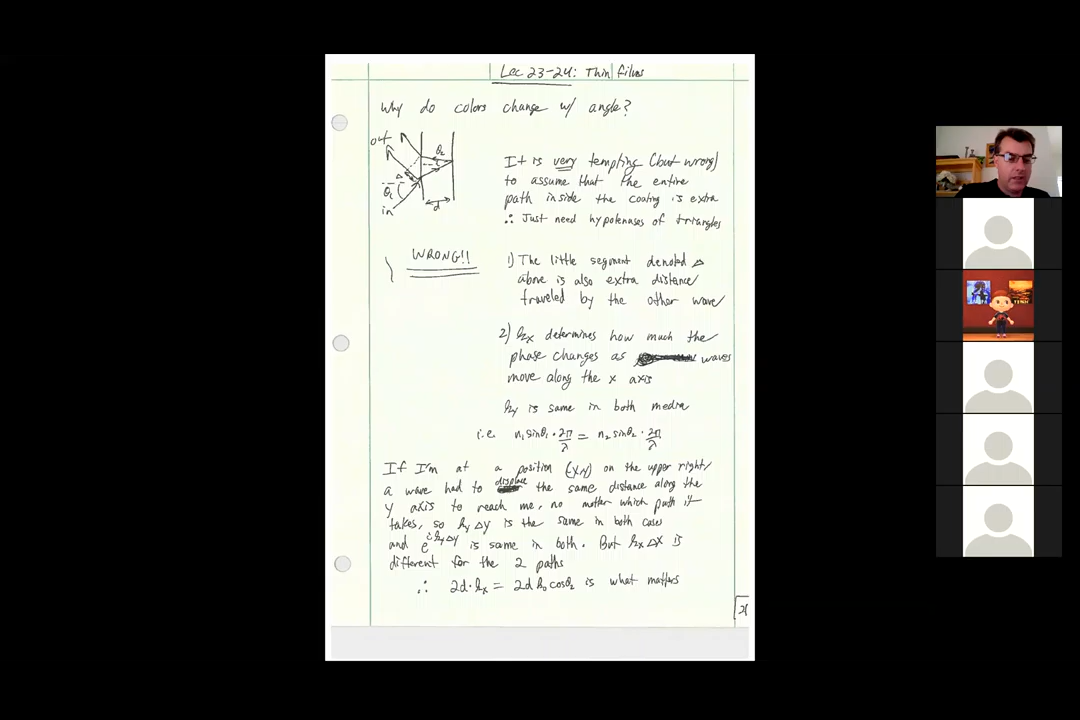 Lec 23-24: Thin films
Why do colors change w/ angle?
out
θ₂
Δ
θ₁
in
d
It is very tempting (but wrong)
to assume that the entire
path inside the coating is extra
∴ Just need hypotenuses of triangles
WRONG!!
1) The little segment denoted Δ
above is also extra distance
traveled by the other wave
2) kx determines how much the
phase changes as waves
move along the x axis
ky is same in both media
i.e. n₁ sinθ₁ · 2π/λ = n₂ sinθ₂ · 2π/λ
If I'm at a position (x,y) on the upper right
a wave had to displace the same distance along the
y axis to reach me, no matter which path it
takes, so ky Δy is the same in both cases
and e^{i ky Δy} is same in both. But kx Δx is
different for the 2 paths
∴ 2d·kx = 2d k₀ cosθ₂ is what matters